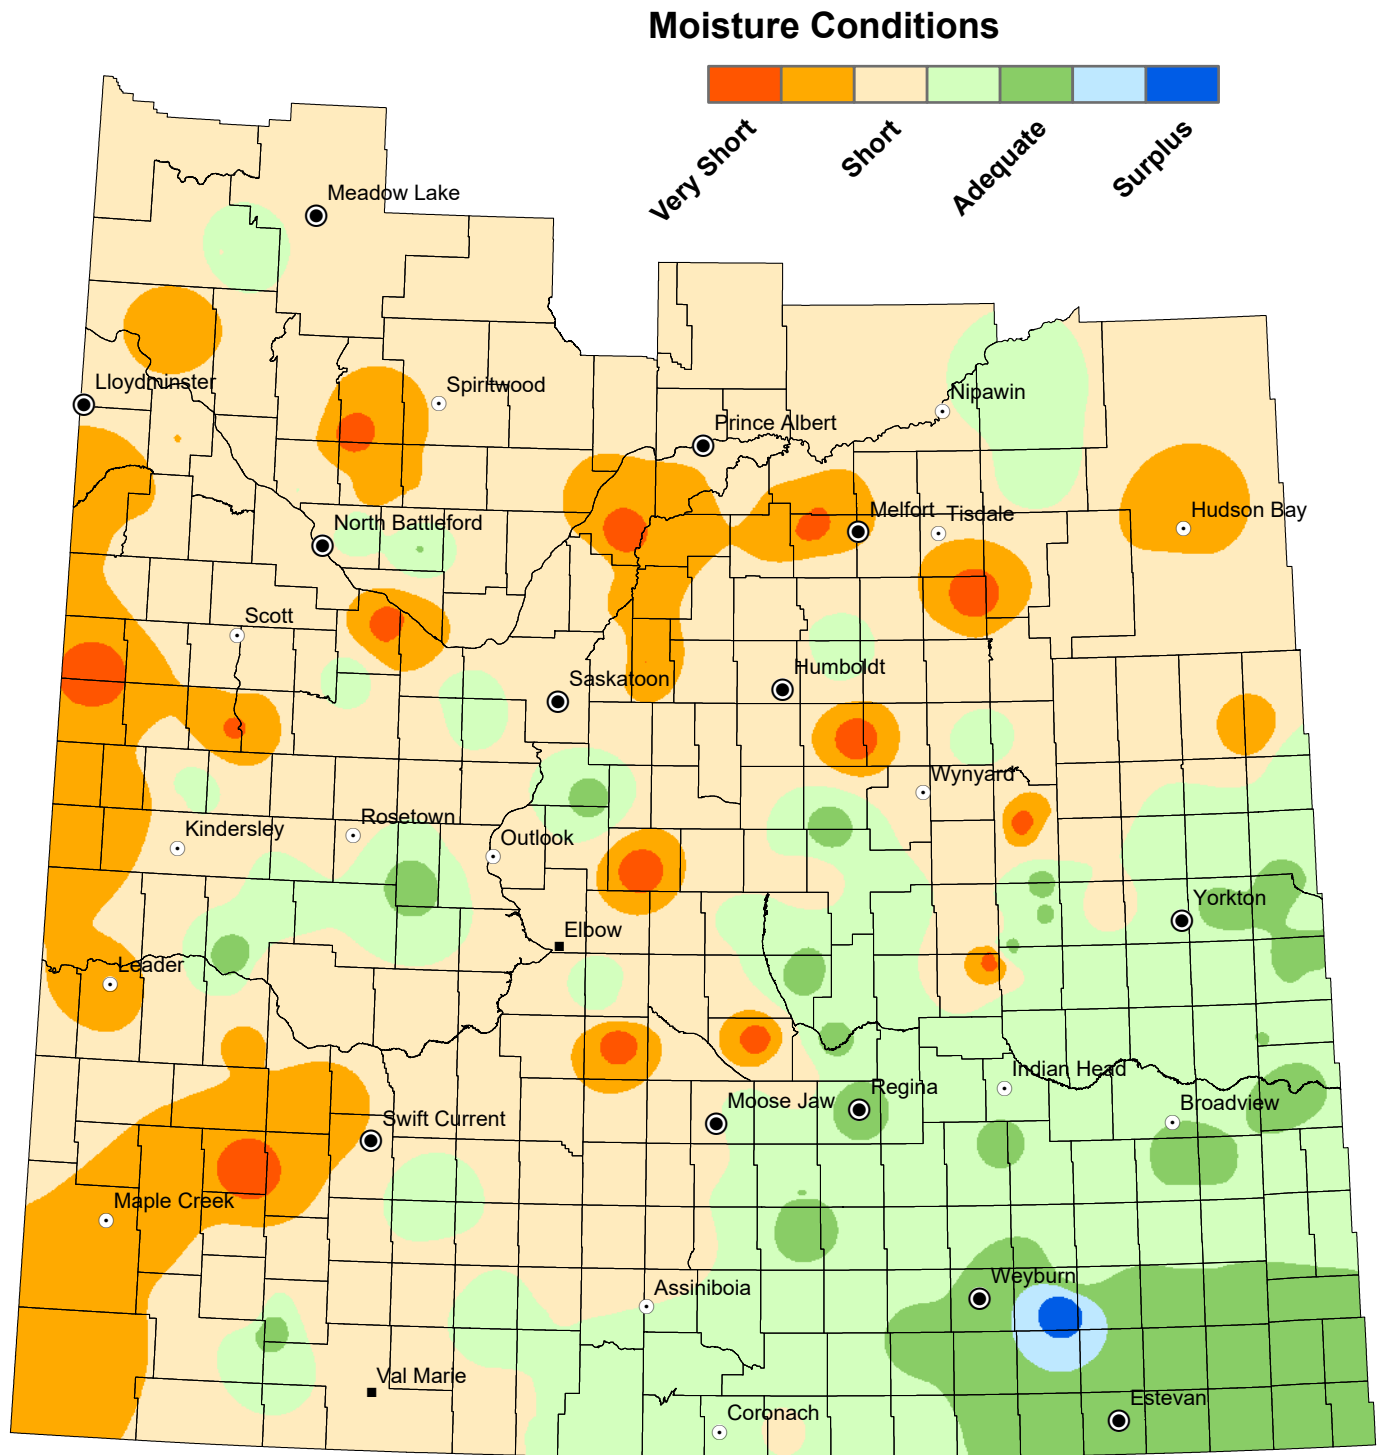 Moisture Conditions
Very Short
Short
Adequate
Surplus
Meadow Lake
Lloydminster
Spiritwood
Nipawin
Prince Albert
North Battleford
Melfort
Tisdale
Hudson Bay
Scott
Saskatoon
Humboldt
Wynyard
Kindersley
Rosetown
Outlook
Yorkton
Elbow
Leader
Indian Head
Regina
Moose Jaw
Broadview
Swift Current
Maple Creek
Weyburn
Assiniboia
Val Marie
Estevan
Coronach